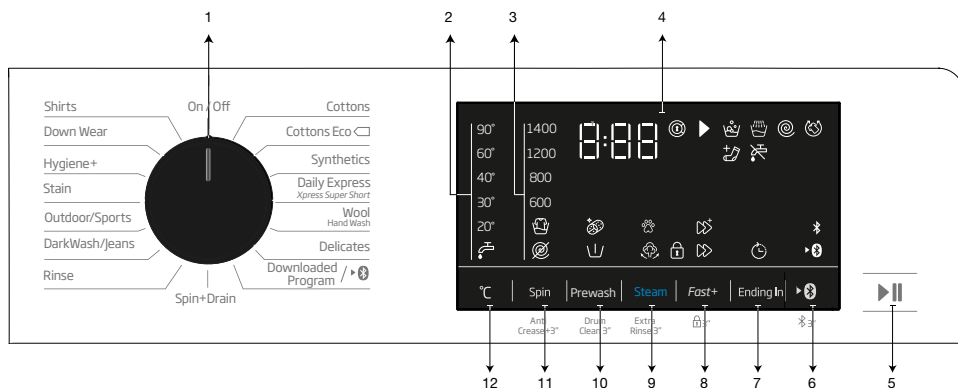 1
2
3
4
Shirts
On / Off
Cottons
Down Wear
Cottons Eco
Hygiene+
Synthetics
Stain
Daily Express
Xpress Super Short
Outdoor/Sports
Wool
Hand Wash
DarkWash/Jeans
Delicates
Rinse
Downloaded
Program /
Spin+Drain
90°
60°
40°
30°
20°
1400
1200
800
600
8:88
°C
Spin
Prewash
Steam
Fast+
Ending In
Anti
Crease+3"
Drum
Clean 3"
Extra
Rinse 3"
3"
3"
12
11
10
9
8
7
6
5